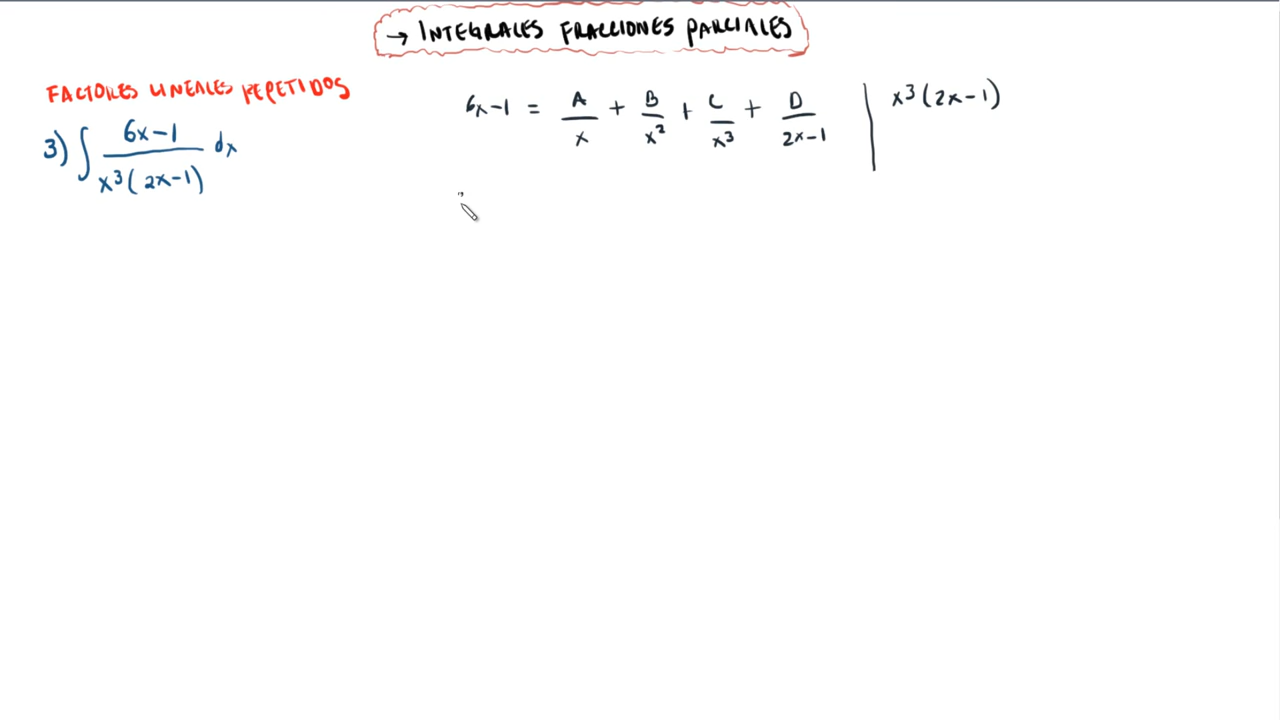 → INTEGRALES FRACCIONES PARCIALES
FACTORES LINEALES REPETIDOS
3) ∫ (6x-1)/(x³(2x-1)) dx
6x-1 = A/x + B/x² + C/x³ + D/(2x-1) | x³(2x-1)